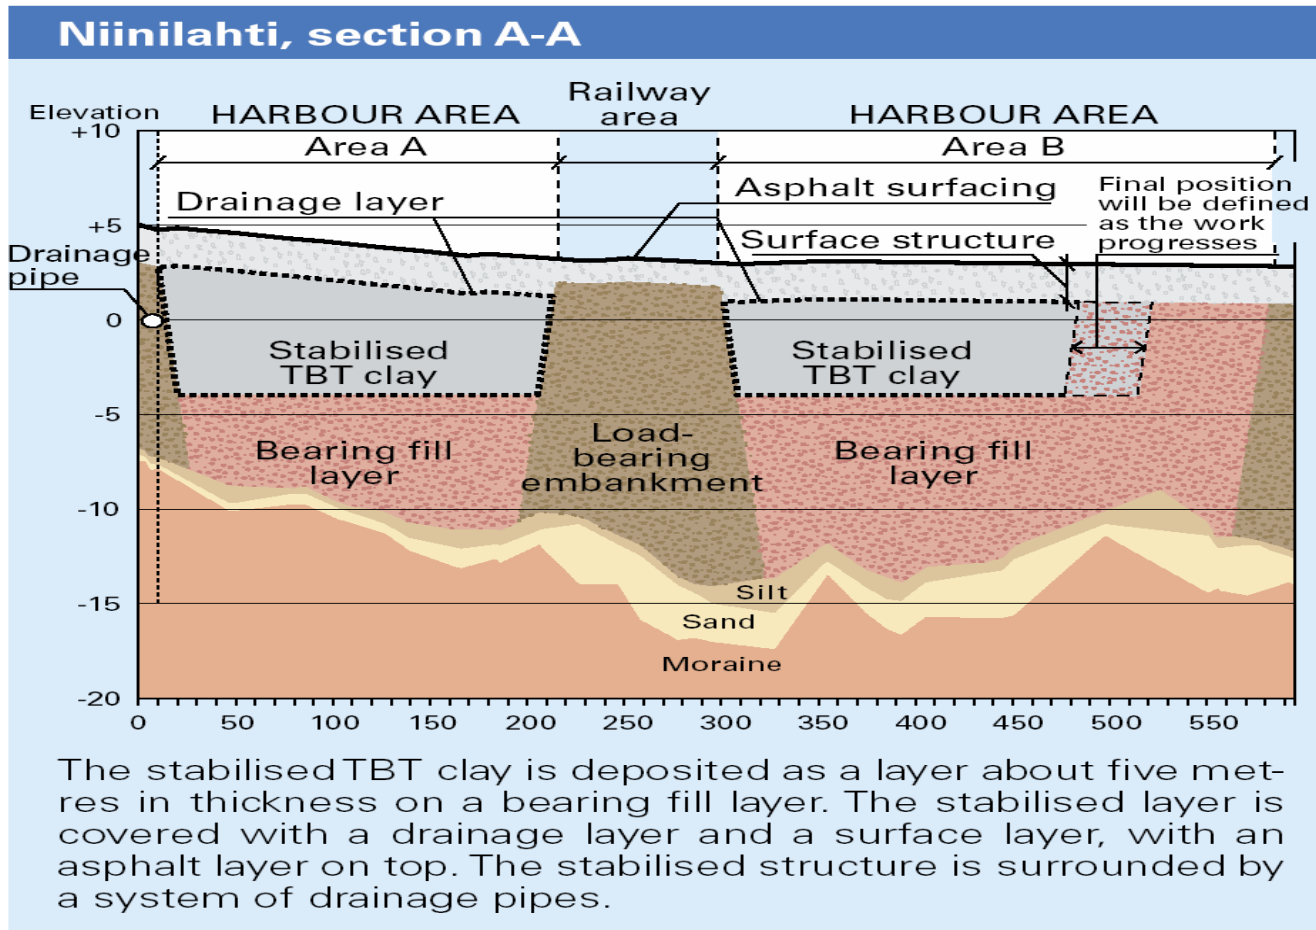 Niinilahti, section A-A
Elevation
HARBOUR AREA
Railway
area
HARBOUR AREA
+10
Area A
Area B
Drainage layer
Asphalt surfacing
Final position
will be defined
as the work
progresses
+5
Surface structure
Drainage
pipe
0
Stabilised
TBT clay
Stabilised
TBT clay
-5
Bearing fill
layer
Load-
bearing
embankment
Bearing fill
layer
-10
Silt
-15
Sand
Moraine
-20
0 50 100 150 200 250 300 350 400 450 500 550
The stabilised TBT clay is deposited as a layer about five met-
res in thickness on a bearing fill layer. The stabilised layer is
covered with a drainage layer and a surface layer, with an
asphalt layer on top. The stabilised structure is surrounded by
a system of drainage pipes.